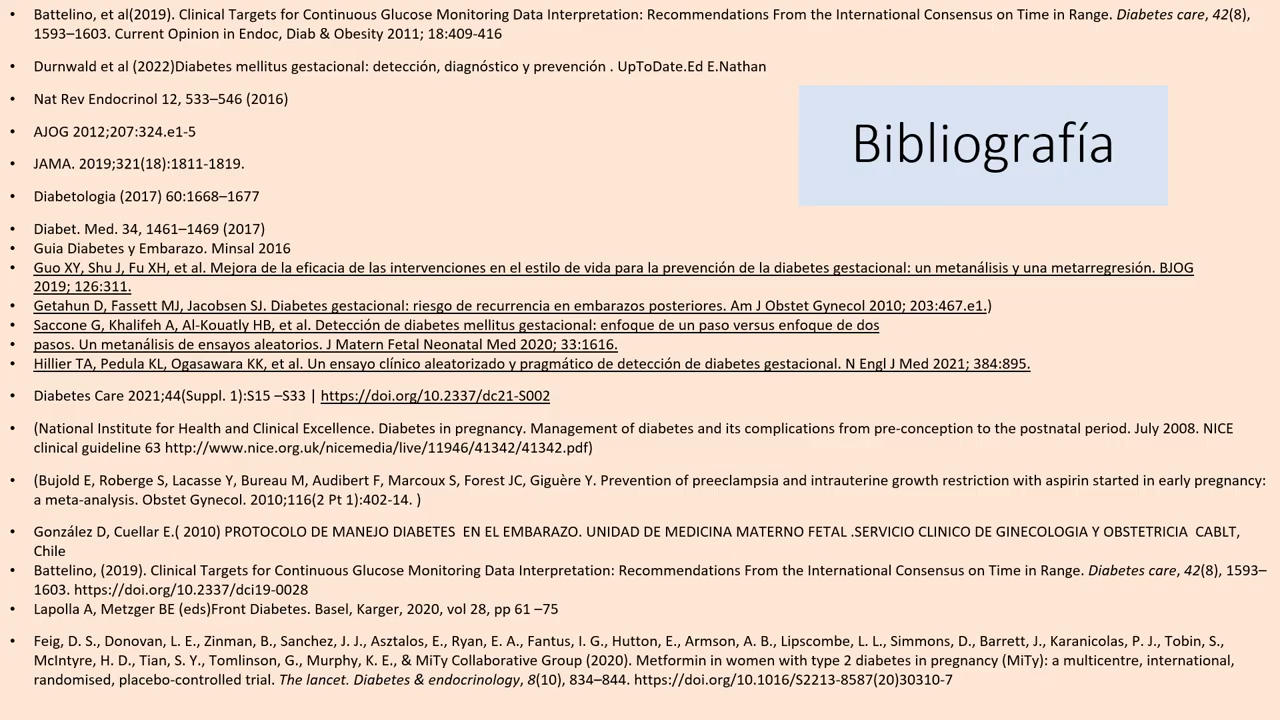 • Battelino, et al(2019). Clinical Targets for Continuous Glucose Monitoring Data Interpretation: Recommendations From the International Consensus on Time in Range. Diabetes care, 42(8),
1593–1603. Current Opinion in Endoc, Diab & Obesity 2011; 18:409-416
• Durnwald et al (2022)Diabetes mellitus gestacional: detección, diagnóstico y prevención . UpToDate.Ed E.Nathan
• Nat Rev Endocrinol 12, 533–546 (2016)
Bibliografía
• AJOG 2012;207:324.e1-5
• JAMA. 2019;321(18):1811-1819.
• Diabetologia (2017) 60:1668–1677
• Diabet. Med. 34, 1461–1469 (2017)
• Guia Diabetes y Embarazo. Minsal 2016
• Guo XY, Shu J, Fu XH, et al. Mejora de la eficacia de las intervenciones en el estilo de vida para la prevención de la diabetes gestacional: un metanálisis y una metarregresión. BJOG
2019; 126:311.
• Getahun D, Fassett MJ, Jacobsen SJ. Diabetes gestacional: riesgo de recurrencia en embarazos posteriores. Am J Obstet Gynecol 2010; 203:467.e1.)
• Saccone G, Khalifeh A, Al-Kouatly HB, et al. Detección de diabetes mellitus gestacional: enfoque de un paso versus enfoque de dos
• pasos. Un metanálisis de ensayos aleatorios. J Matern Fetal Neonatal Med 2020; 33:1616.
• Hillier TA, Pedula KL, Ogasawara KK, et al. Un ensayo clínico aleatorizado y pragmático de detección de diabetes gestacional. N Engl J Med 2021; 384:895.
• Diabetes Care 2021;44(Suppl. 1):S15 –S33 | https://doi.org/10.2337/dc21-S002
• (National Institute for Health and Clinical Excellence. Diabetes in pregnancy. Management of diabetes and its complications from pre-conception to the postnatal period. July 2008. NICE
clinical guideline 63 http://www.nice.org.uk/nicemedia/live/11946/41342/41342.pdf)
• (Bujold E, Roberge S, Lacasse Y, Bureau M, Audibert F, Marcoux S, Forest JC, Giguère Y. Prevention of preeclampsia and intrauterine growth restriction with aspirin started in early pregnancy:
a meta-analysis. Obstet Gynecol. 2010;116(2 Pt 1):402-14. )
• González D, Cuellar E.( 2010) PROTOCOLO DE MANEJO DIABETES  EN EL EMBARAZO. UNIDAD DE MEDICINA MATERNO FETAL .SERVICIO CLINICO DE GINECOLOGIA Y OBSTETRICIA  CABLT,
Chile
• Battelino, (2019). Clinical Targets for Continuous Glucose Monitoring Data Interpretation: Recommendations From the International Consensus on Time in Range. Diabetes care, 42(8), 1593–
1603. https://doi.org/10.2337/dci19-0028
• Lapolla A, Metzger BE (eds)Front Diabetes. Basel, Karger, 2020, vol 28, pp 61 –75
• Feig, D. S., Donovan, L. E., Zinman, B., Sanchez, J. J., Asztalos, E., Ryan, E. A., Fantus, I. G., Hutton, E., Armson, A. B., Lipscombe, L. L., Simmons, D., Barrett, J., Karanicolas, P. J., Tobin, S.,
McIntyre, H. D., Tian, S. Y., Tomlinson, G., Murphy, K. E., & MiTy Collaborative Group (2020). Metformin in women with type 2 diabetes in pregnancy (MiTy): a multicentre, international,
randomised, placebo-controlled trial. The lancet. Diabetes & endocrinology, 8(10), 834–844. https://doi.org/10.1016/S2213-8587(20)30310-7